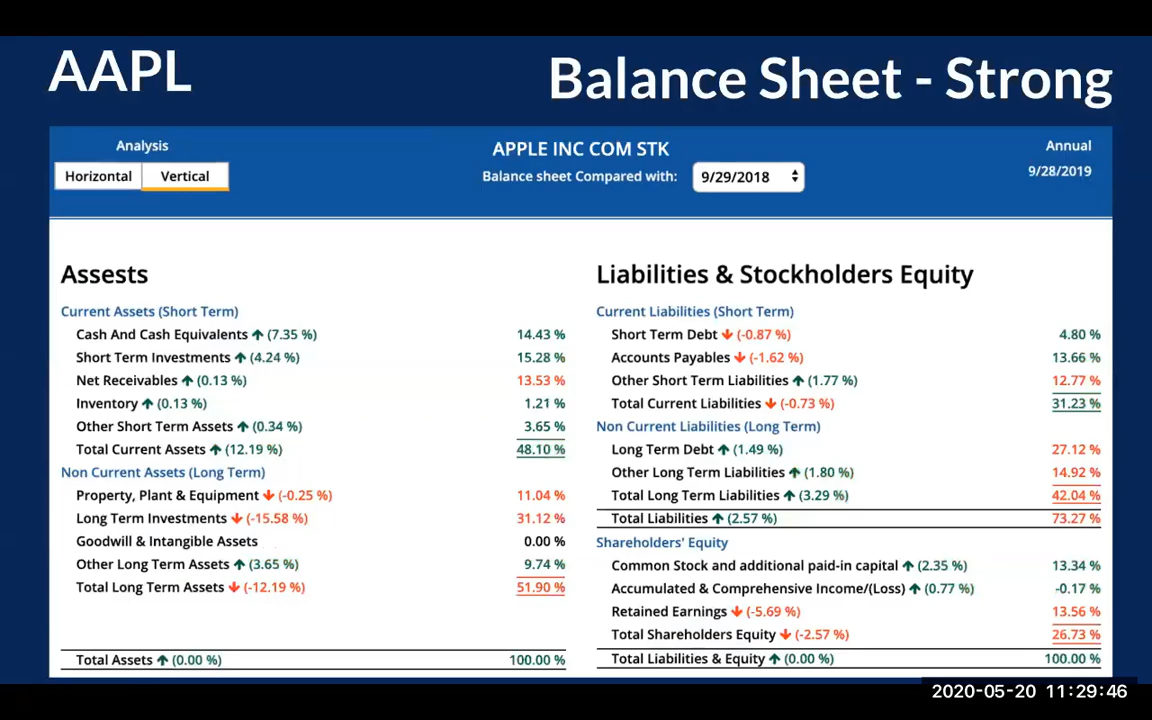 AAPL
Balance Sheet - Strong
Analysis
Horizontal
Vertical
APPLE INC COM STK
Balance sheet Compared with:
9/29/2018
Annual
9/28/2019
Assests
Current Assets (Short Term)
Cash And Cash Equivalents ↑ (7.35 %) 14.43 %
Short Term Investments ↑ (4.24 %) 15.28 %
Net Receivables ↑ (0.13 %) 13.53 %
Inventory ↑ (0.13 %) 1.21 %
Other Short Term Assets ↑ (0.34 %) 3.65 %
Total Current Assets ↑ (12.19 %) 48.10 %
Non Current Assets (Long Term)
Property, Plant & Equipment ↓ (-0.25 %) 11.04 %
Long Term Investments ↓ (-15.58 %) 31.12 %
Goodwill & Intangible Assets 0.00 %
Other Long Term Assets ↑ (3.65 %) 9.74 %
Total Long Term Assets ↓ (-12.19 %) 51.90 %
Total Assets ↑ (0.00 %) 100.00 %
Liabilities & Stockholders Equity
Current Liabilities (Short Term)
Short Term Debt ↓ (-0.87 %) 4.80 %
Accounts Payables ↓ (-1.62 %) 13.66 %
Other Short Term Liabilities ↑ (1.77 %) 12.77 %
Total Current Liabilities ↓ (-0.73 %) 31.23 %
Non Current Liabilities (Long Term)
Long Term Debt ↑ (1.49 %) 27.12 %
Other Long Term Liabilities ↑ (1.80 %) 14.92 %
Total Long Term Liabilities ↑ (3.29 %) 42.04 %
Total Liabilities ↑ (2.57 %) 73.27 %
Shareholders' Equity
Common Stock and additional paid-in capital ↑ (2.35 %) 13.34 %
Accumulated & Comprehensive Income/(Loss) ↑ (0.77 %) -0.17 %
Retained Earnings ↓ (-5.69 %) 13.56 %
Total Shareholders Equity ↓ (-2.57 %) 26.73 %
Total Liabilities & Equity ↑ (0.00 %) 100.00 %
2020-05-20 11:29:46